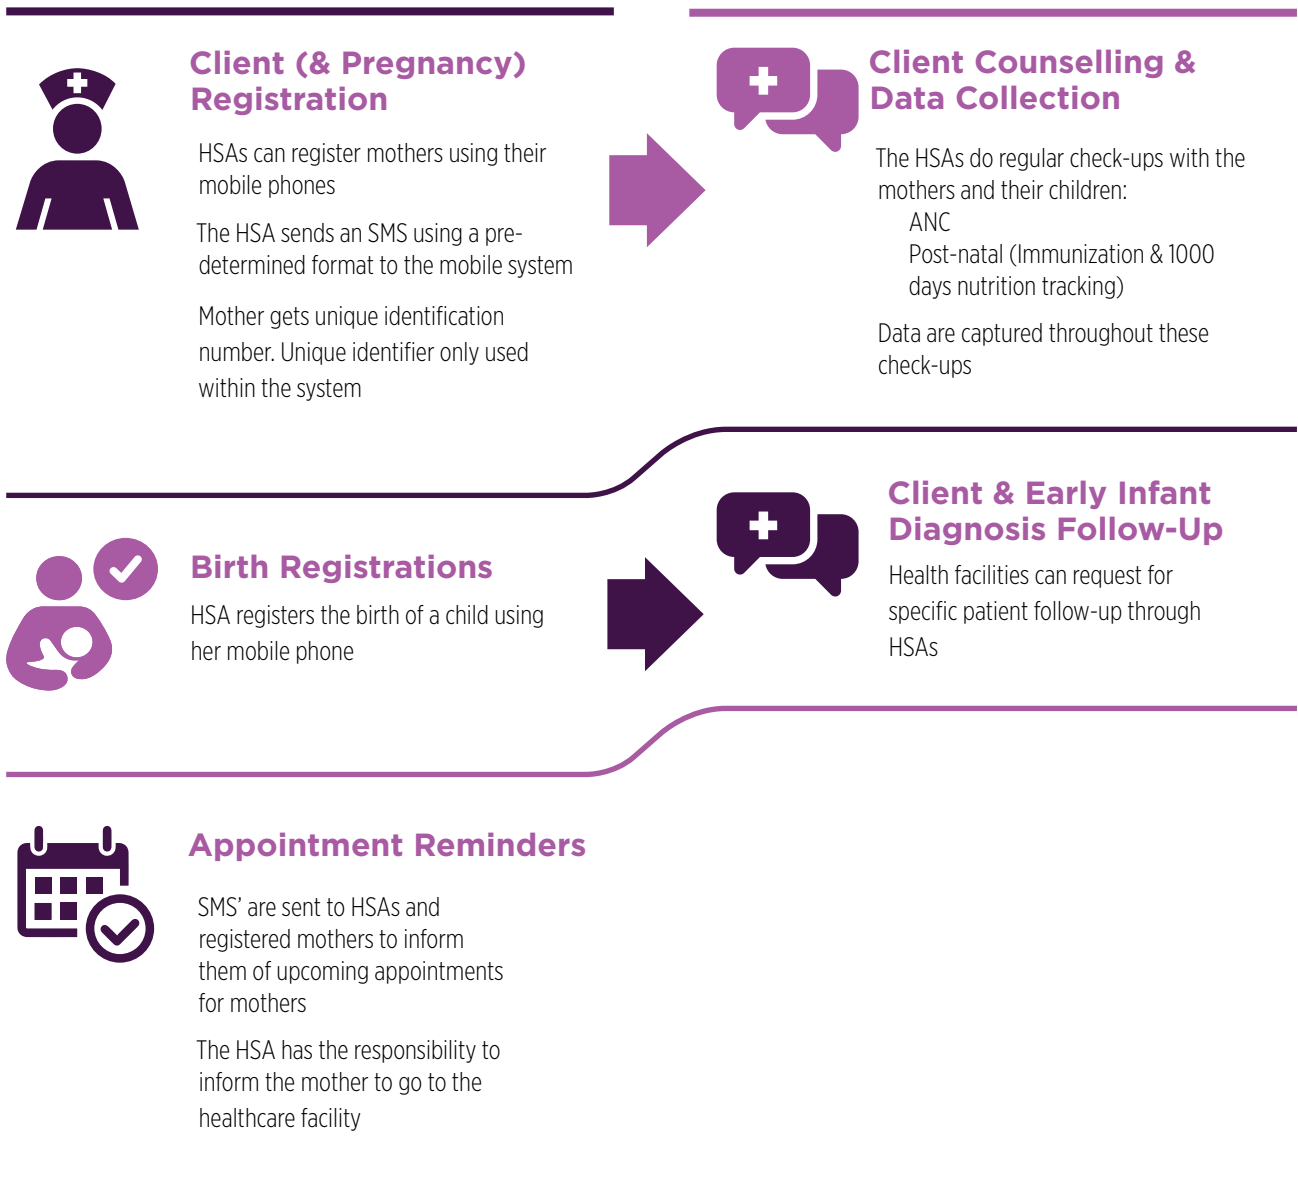 Client (& Pregnancy)
Registration
HSAs can register mothers using their
mobile phones
The HSA sends an SMS using a pre-
determined format to the mobile system
Mother gets unique identification
number. Unique identifier only used
within the system
Client Counselling &
Data Collection
The HSAs do regular check-ups with the
mothers and their children:
ANC
Post-natal (Immunization & 1000
days nutrition tracking)
Data are captured throughout these
check-ups
Birth Registrations
HSA registers the birth of a child using
her mobile phone
Client & Early Infant
Diagnosis Follow-Up
Health facilities can request for
specific patient follow-up through
HSAs
Appointment Reminders
SMS’ are sent to HSAs and
registered mothers to inform
them of upcoming appointments
for mothers
The HSA has the responsibility to
inform the mother to go to the
healthcare facility